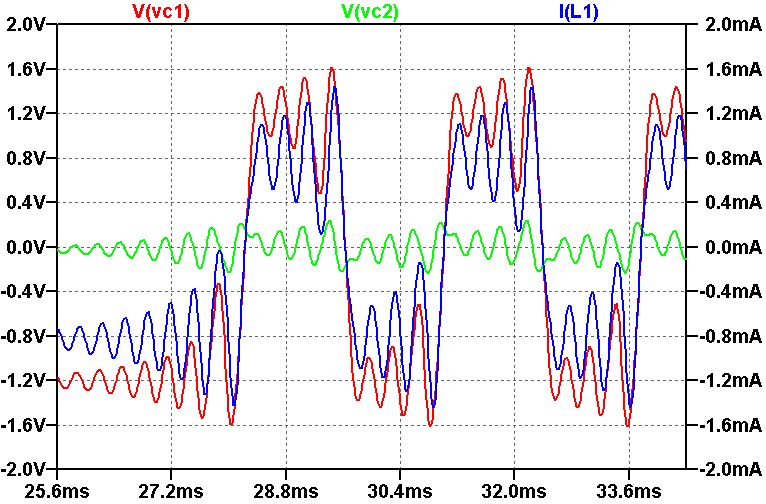 V(vc1) V(vc2) I(L1)
2.0V 2.0mA
1.6V 1.6mA
1.2V 1.2mA
0.8V 0.8mA
0.4V 0.4mA
0.0V 0.0mA
-0.4V -0.4mA
-0.8V -0.8mA
-1.2V -1.2mA
-1.6V -1.6mA
-2.0V -2.0mA
25.6ms 27.2ms 28.8ms 30.4ms 32.0ms 33.6ms